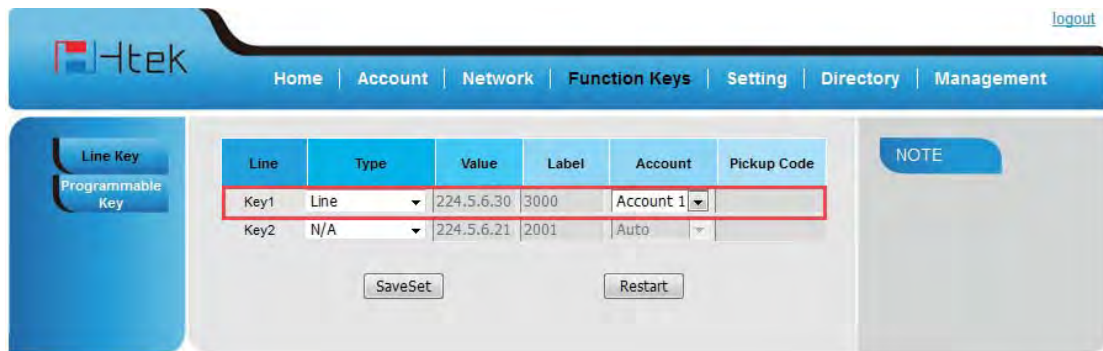 logout
Htek
Home | Account | Network | Function Keys | Setting | Directory | Management
Line Key
Programmable Key
NOTE
Line Type Value Label Account Pickup Code
Key1 Line 224.5.6.30 3000 Account 1
Key2 N/A 224.5.6.21 2001 Auto
SaveSet Restart